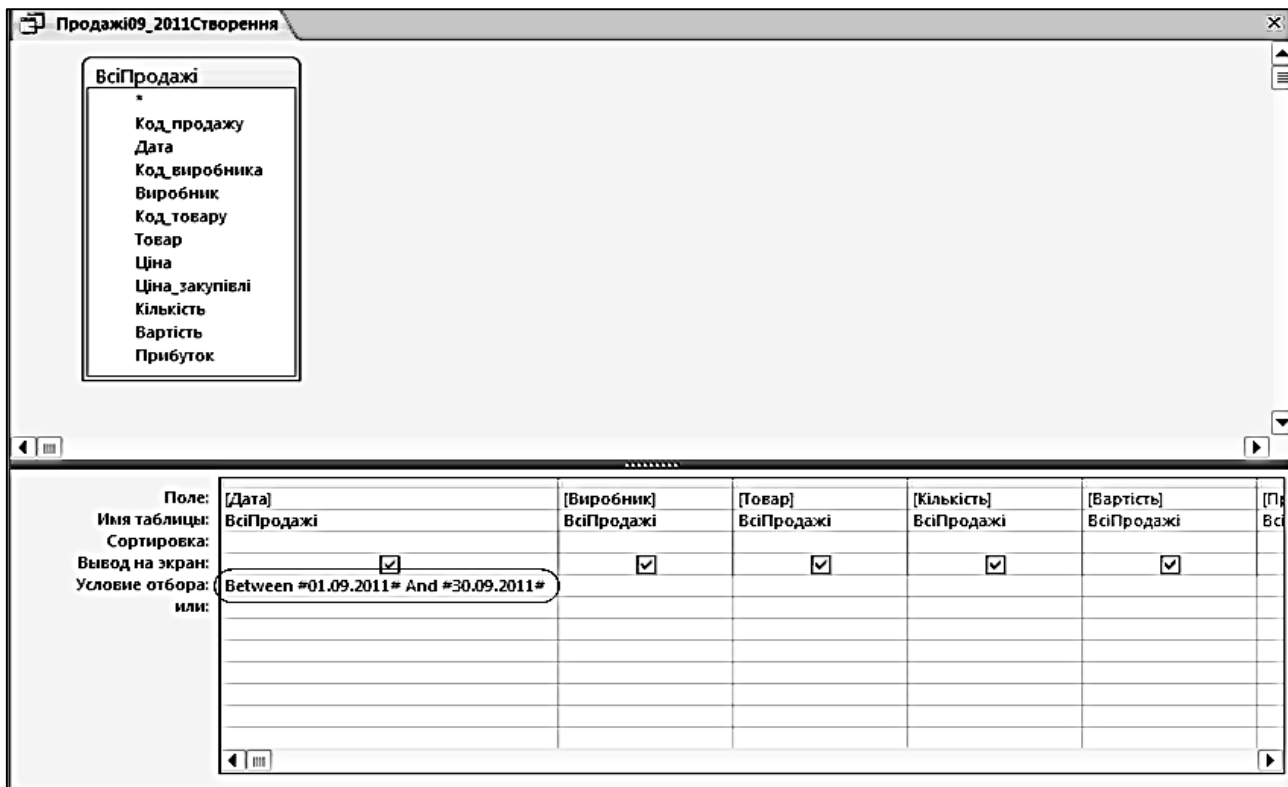 Продажі09_2011Створення
ВсіПродажі
*
Код_продажу
Дата
Код_виробника
Виробник
Код_товару
Товар
Ціна
Ціна_закупівлі
Кількість
Вартість
Прибуток
Поле: [Дата] [Виробник] [Товар] [Кількість] [Вартість] [Пр
Имя таблицы: ВсіПродажі ВсіПродажі ВсіПродажі ВсіПродажі ВсіПродажі Всі
Сортировка:
Вывод на экран:
Условие отбора: Between #01.09.2011# And #30.09.2011#
или: